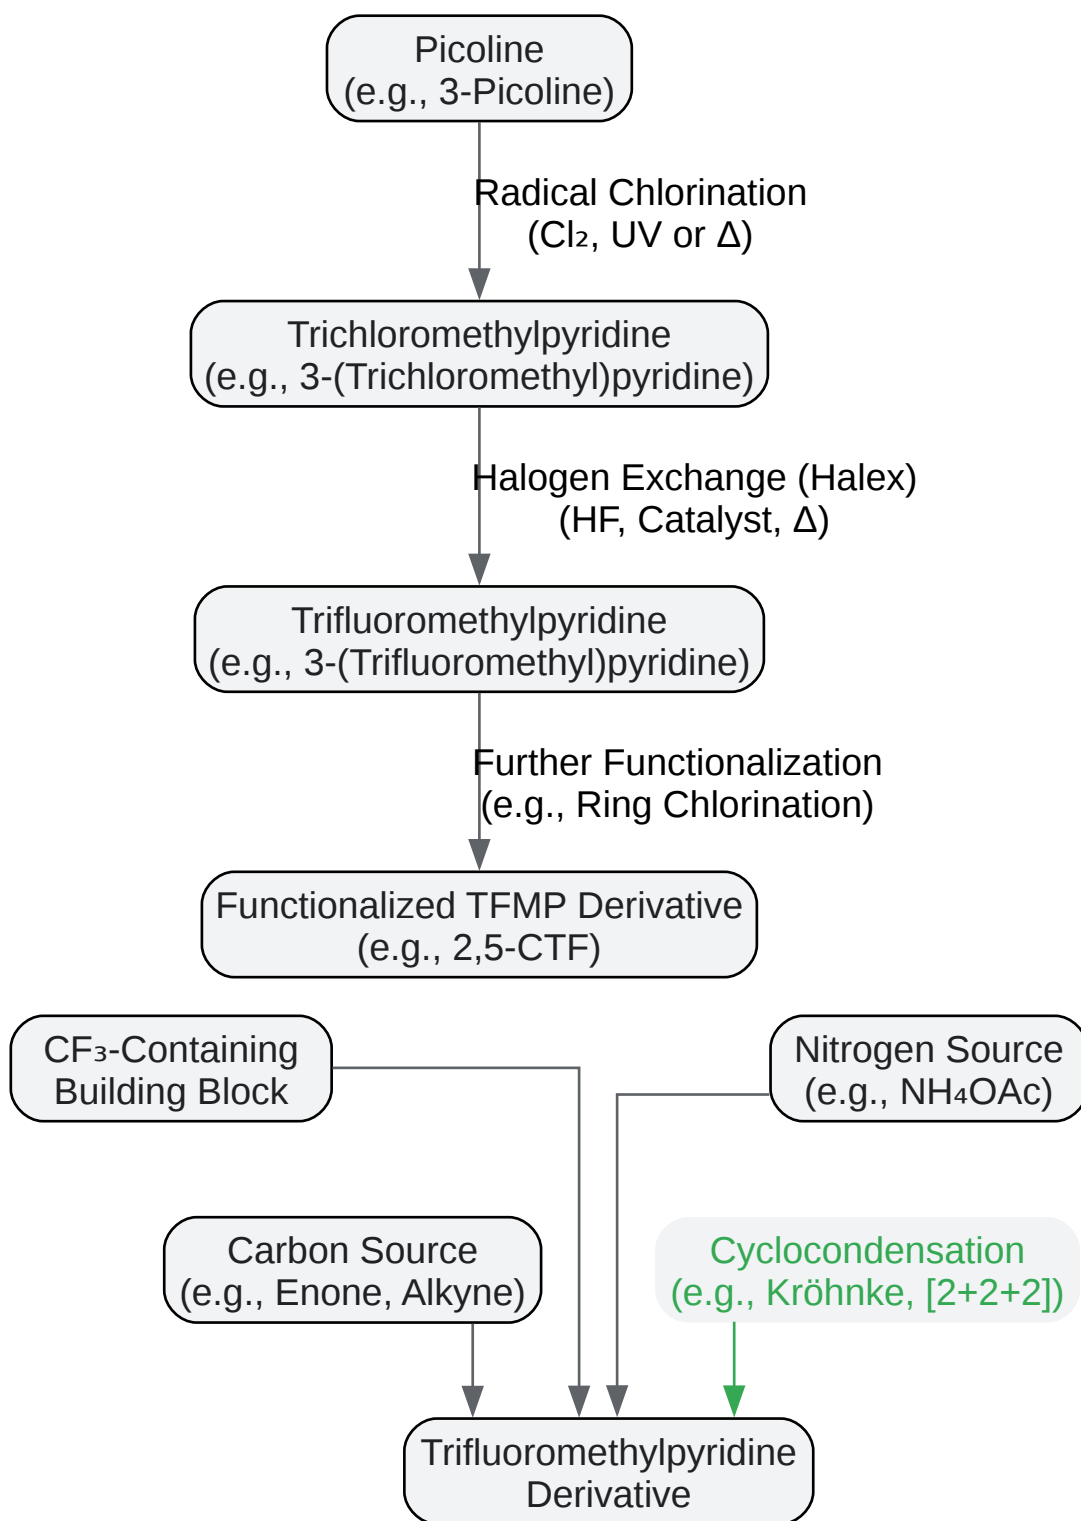 Picoline
(e.g., 3-Picoline)
Radical Chlorination
(Cl₂, UV or Δ)
Trichloromethylpyridine
(e.g., 3-(Trichloromethyl)pyridine)
Halogen Exchange (Halex)
(HF, Catalyst, Δ)
Trifluoromethylpyridine
(e.g., 3-(Trifluoromethyl)pyridine)
Further Functionalization
(e.g., Ring Chlorination)
Functionalized TFMP Derivative
(e.g., 2,5-CTF)
CF₃-Containing
Building Block
Nitrogen Source
(e.g., NH₄OAc)
Carbon Source
(e.g., Enone, Alkyne)
Cyclocondensation
(e.g., Kröhnke, [2+2+2])
Trifluoromethylpyridine
Derivative